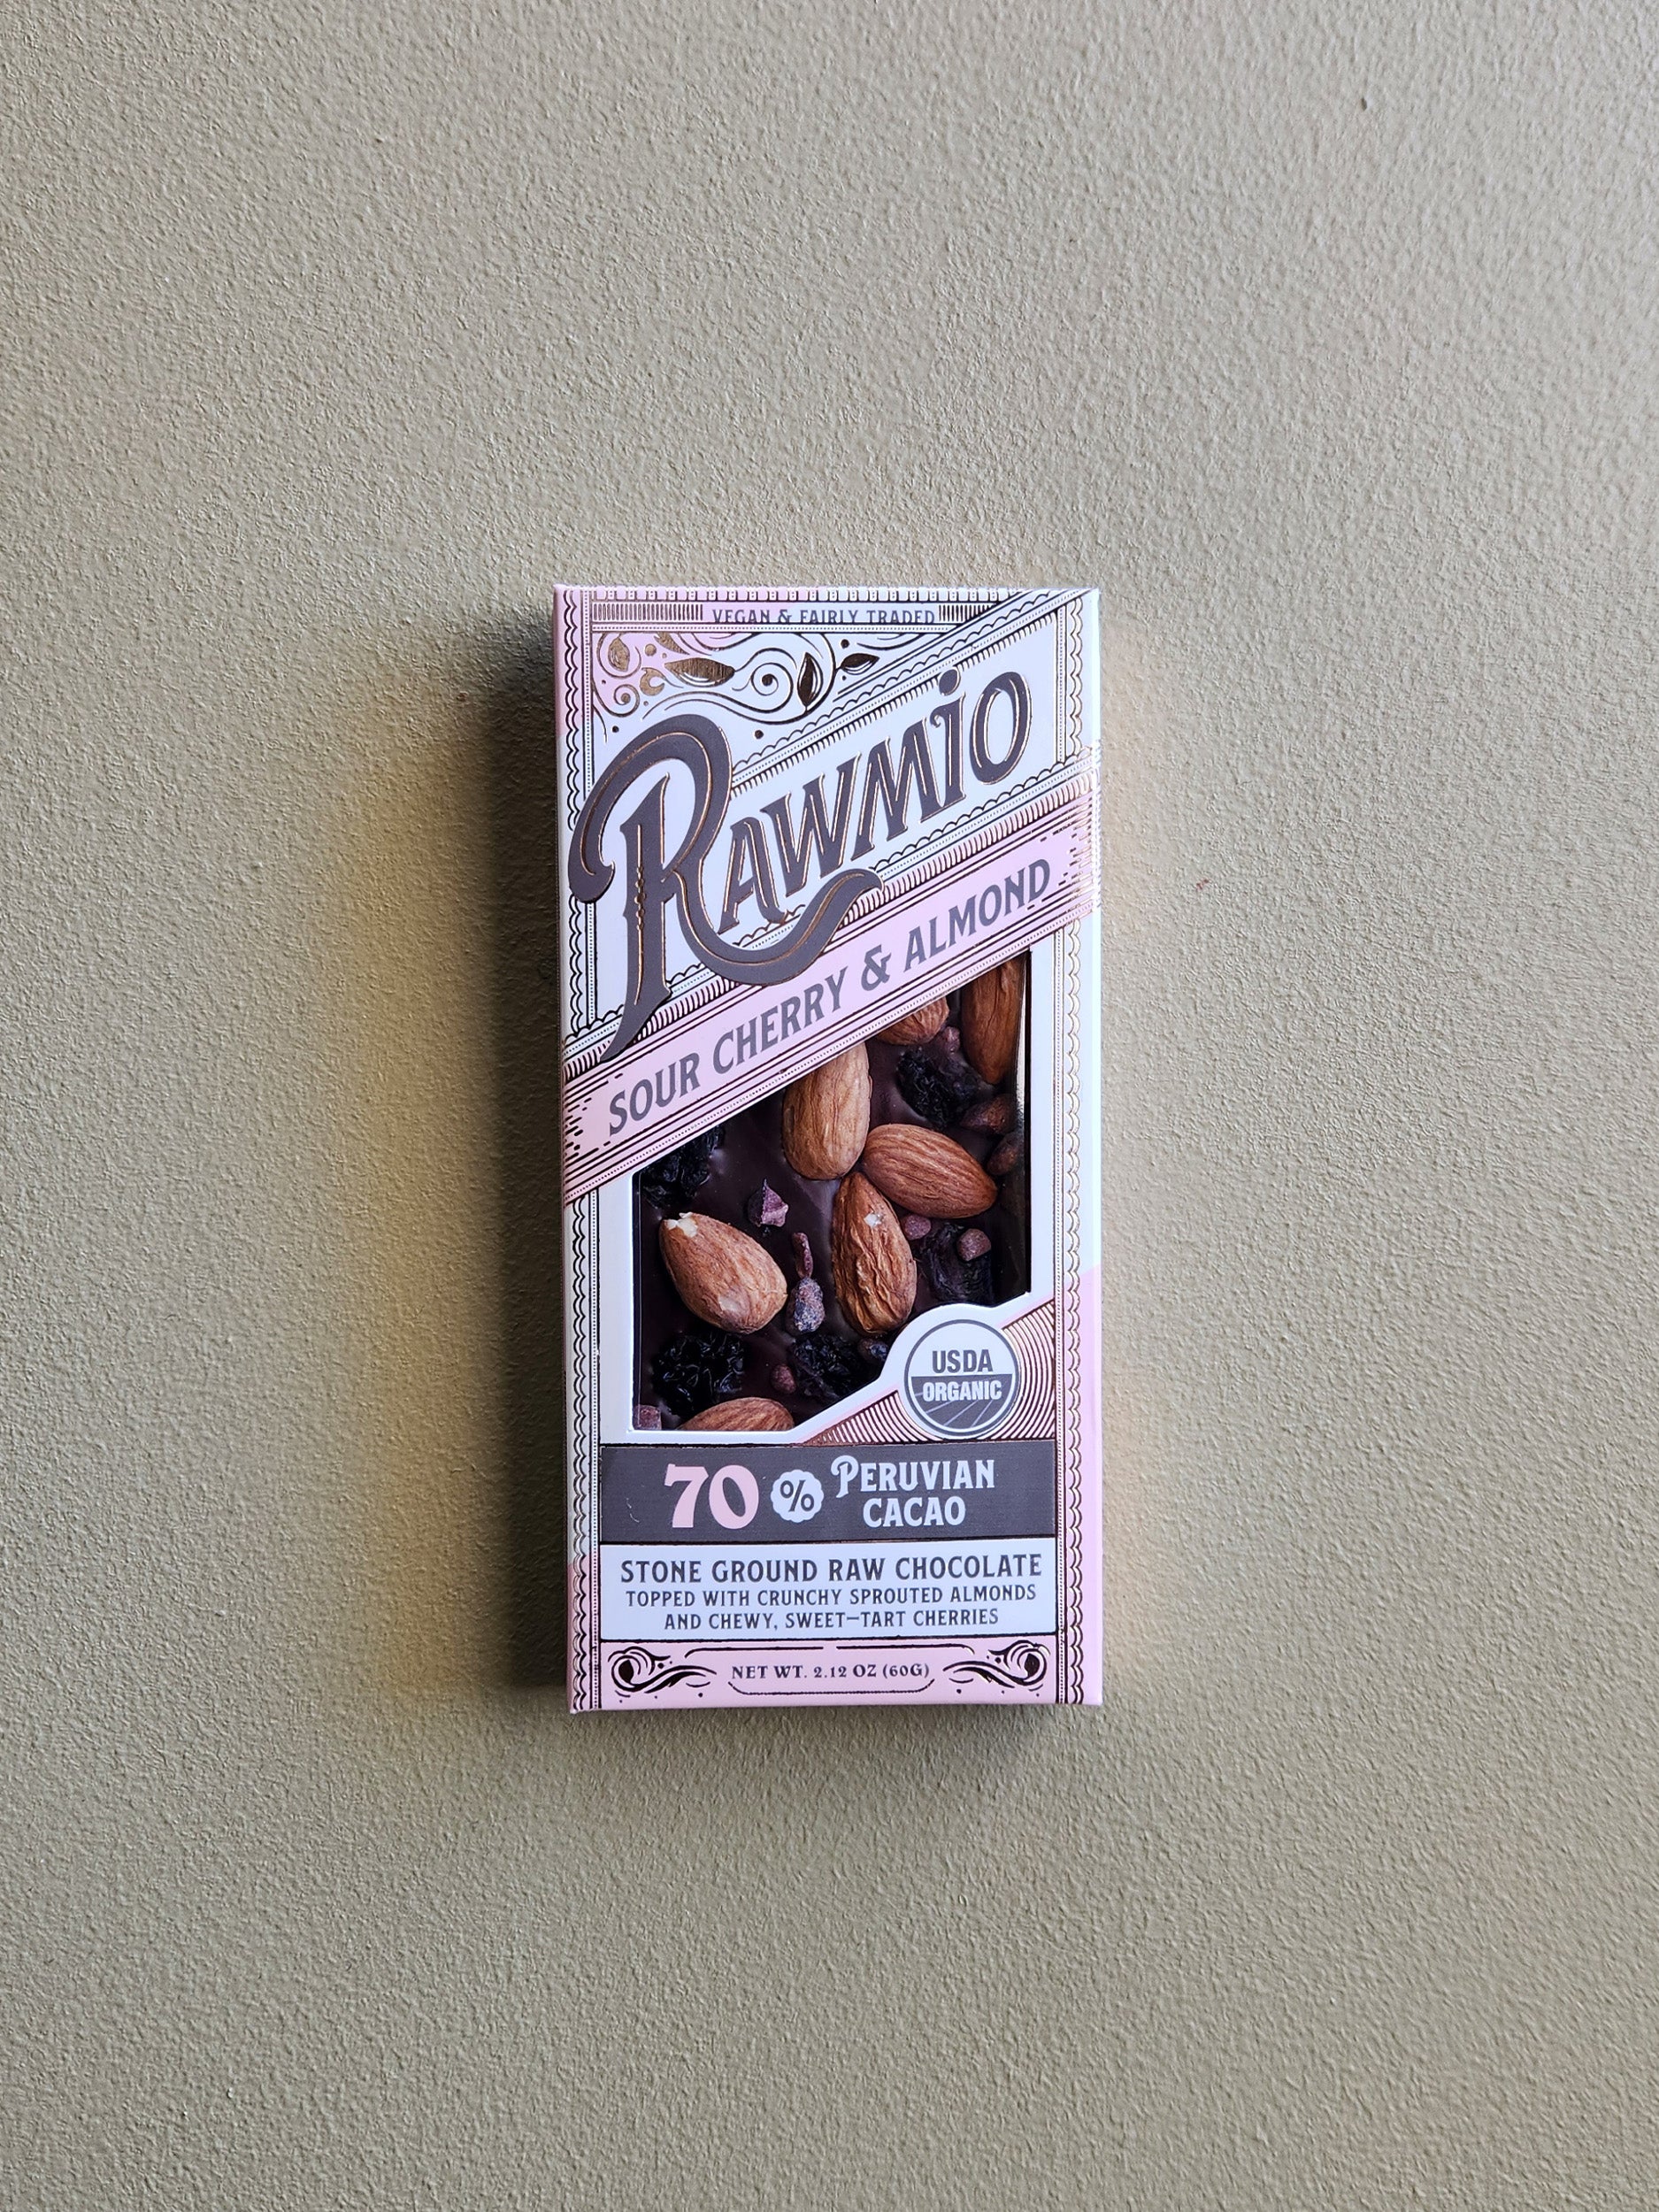 VEGAN & FAIRLY TRADED
RAWMIO
SOUR CHERRY & ALMOND
USDA
ORGANIC
70 % PERUVIAN
CACAO
STONE GROUND RAW CHOCOLATE
TOPPED WITH CRUNCHY SPROUTED ALMONDS
AND CHEWY, SWEET—TART CHERRIES
NET WT. 2.12 OZ (60G)